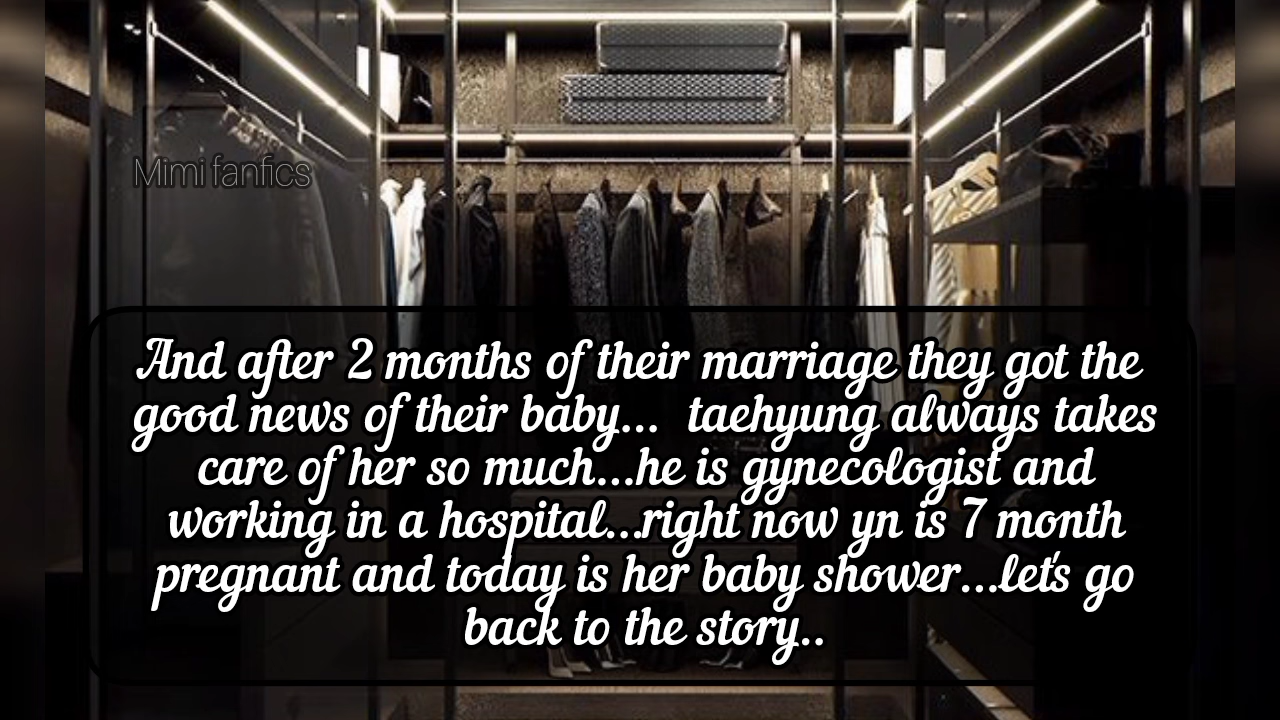 Mimi fanfics
And after 2 months of their marriage they got the
good news of their baby... taehyung always takes
care of her so much...he is gynecologist and
working in a hospital...right now yn is 7 month
pregnant and today is her baby shower...let's go
back to the story..